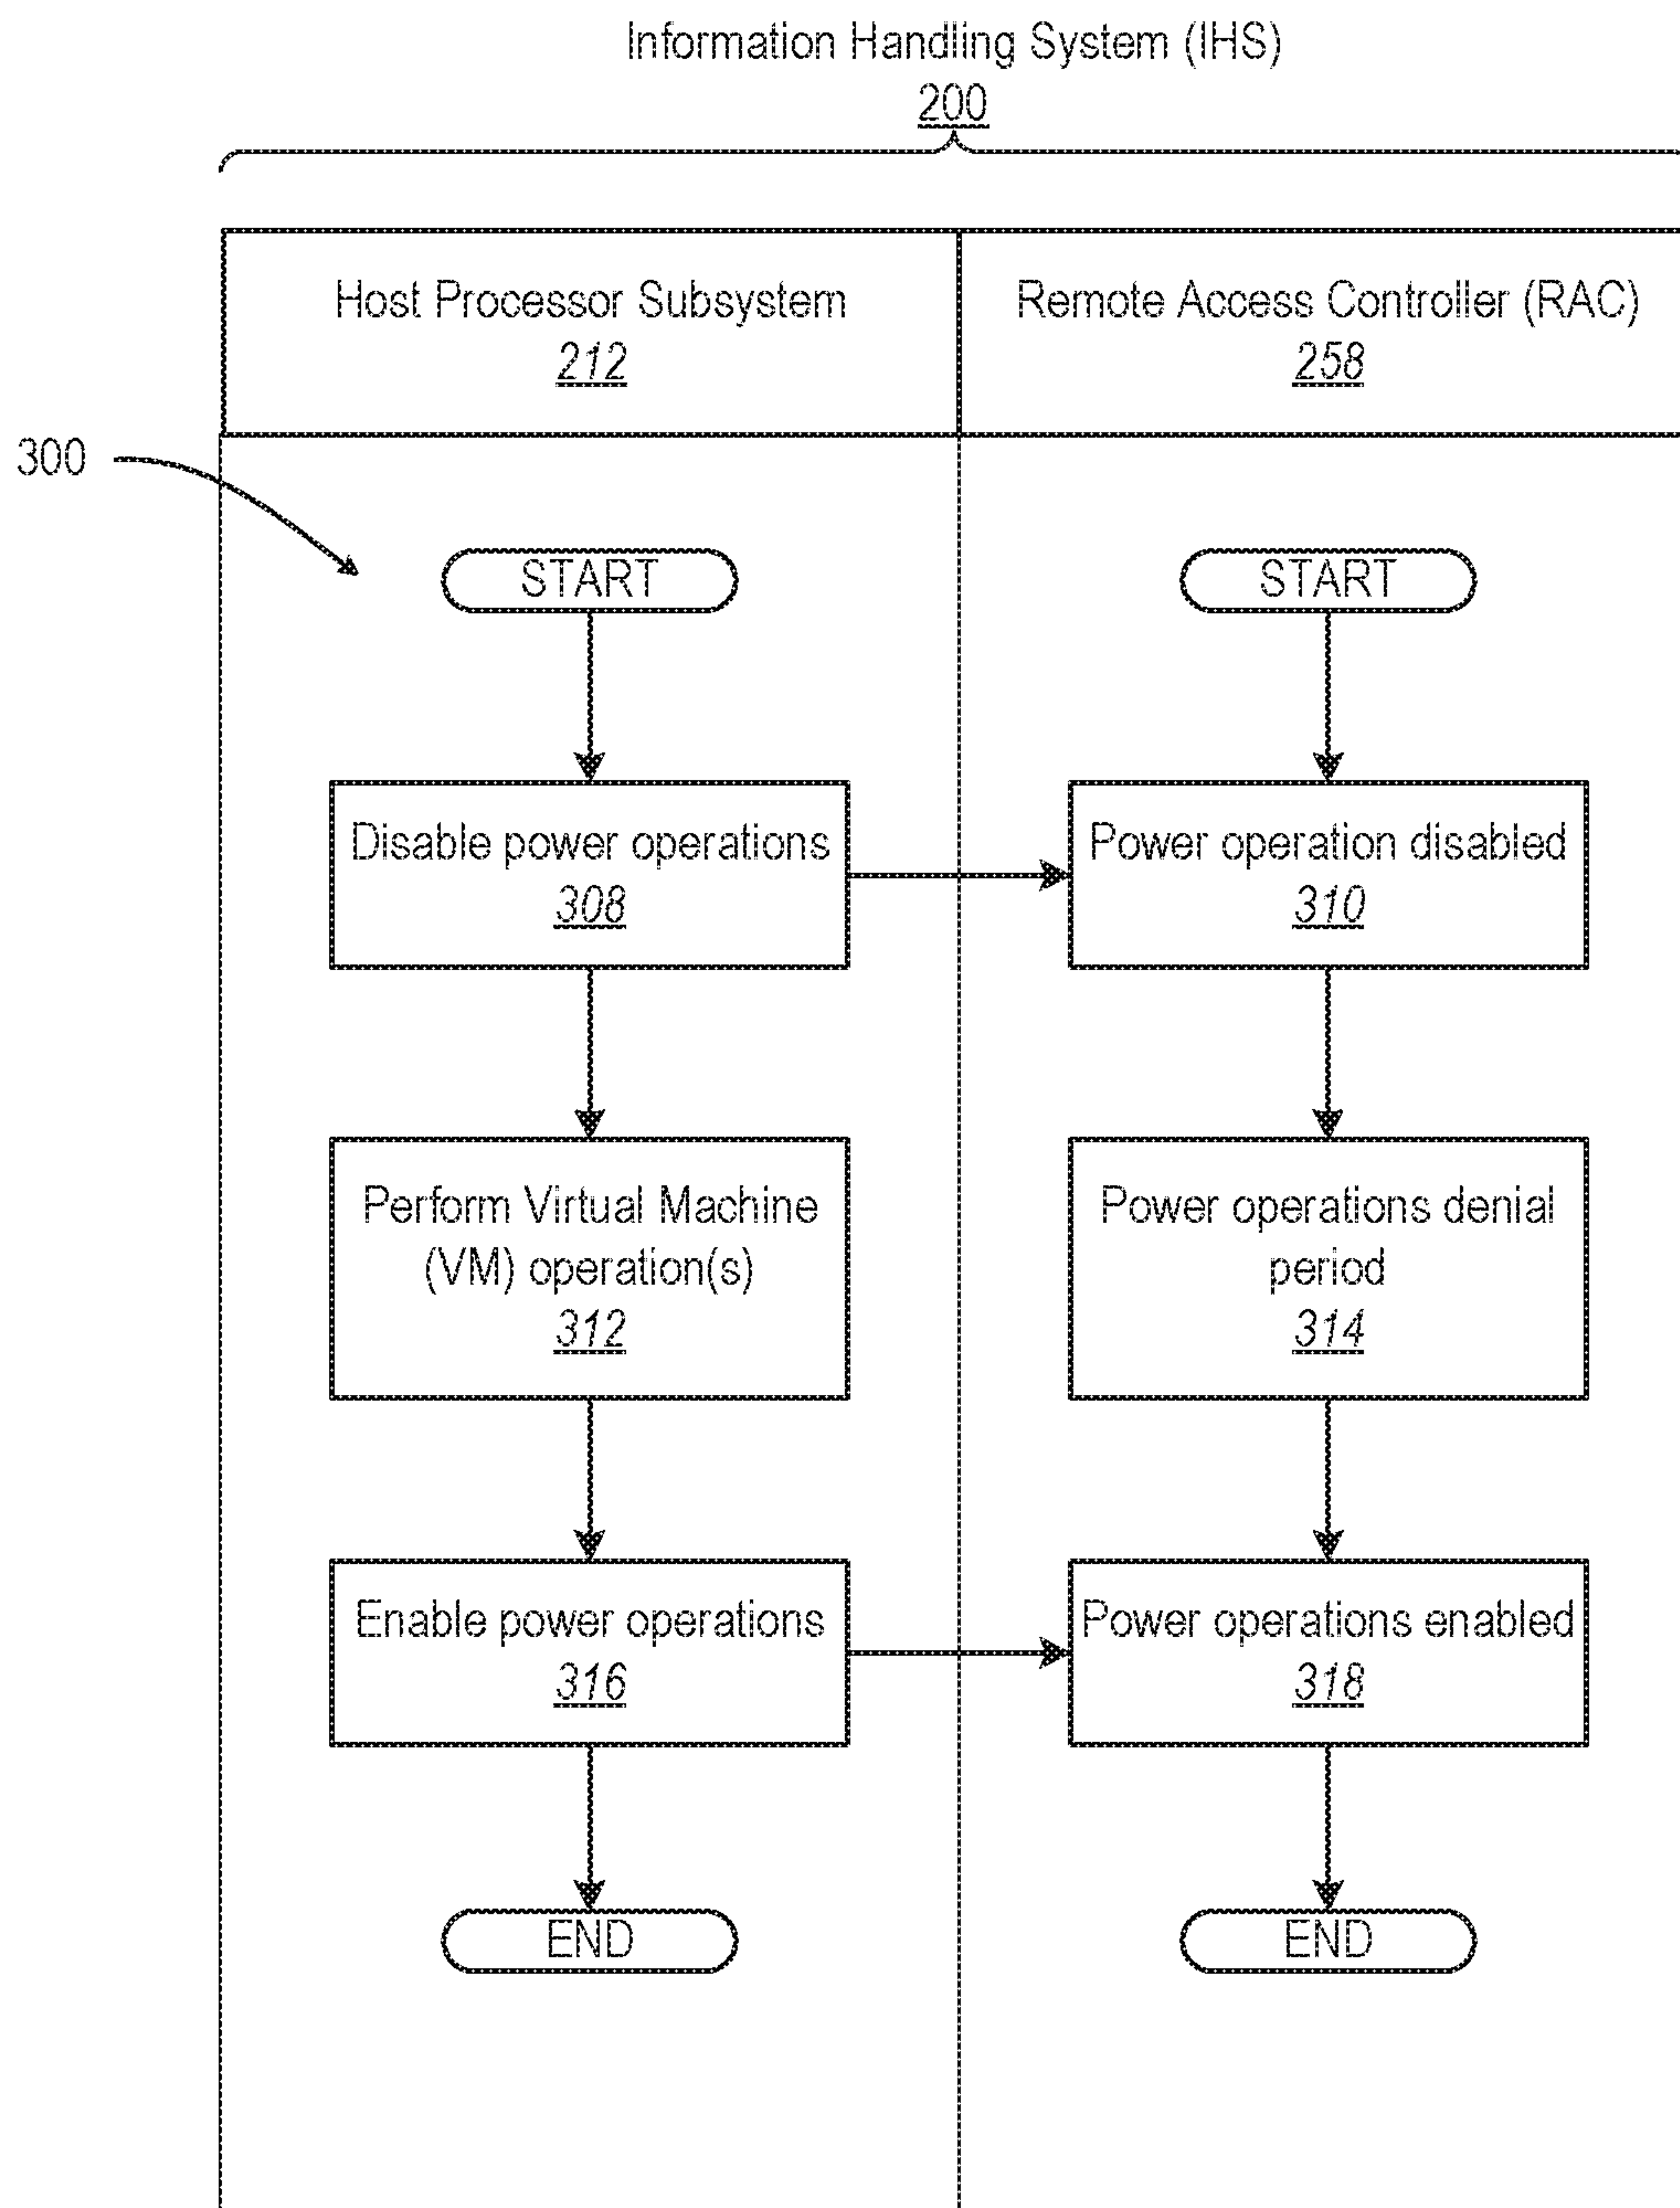 Information Handling System (IHS)
200
Host Processor Subsystem
212
Remote Access Controller (RAC)
258
300
START
START
Disable power operations
308
Power operation disabled
310
Perform Virtual Machine
(VM) operation(s)
312
Power operations denial
period
314
Enable power operations
316
Power operations enabled
318
END
END